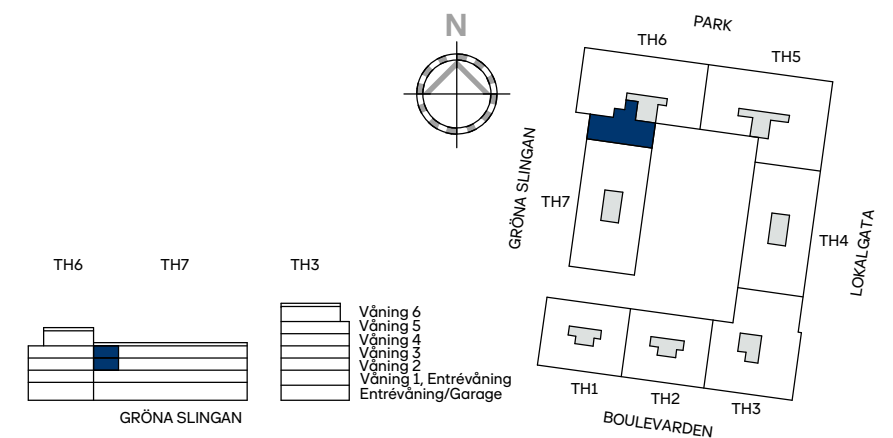 N
PARK
TH6
TH5
GRÖNA SLINGAN
TH7
TH4
LOKALGATA
TH1
TH2
TH3
BOULEVARDEN
TH6
TH7
TH3
Våning 6
Våning 5
Våning 4
Våning 3
Våning 2
Våning 1, Entrévåning
Entrévåning/Garage
GRÖNA SLINGAN